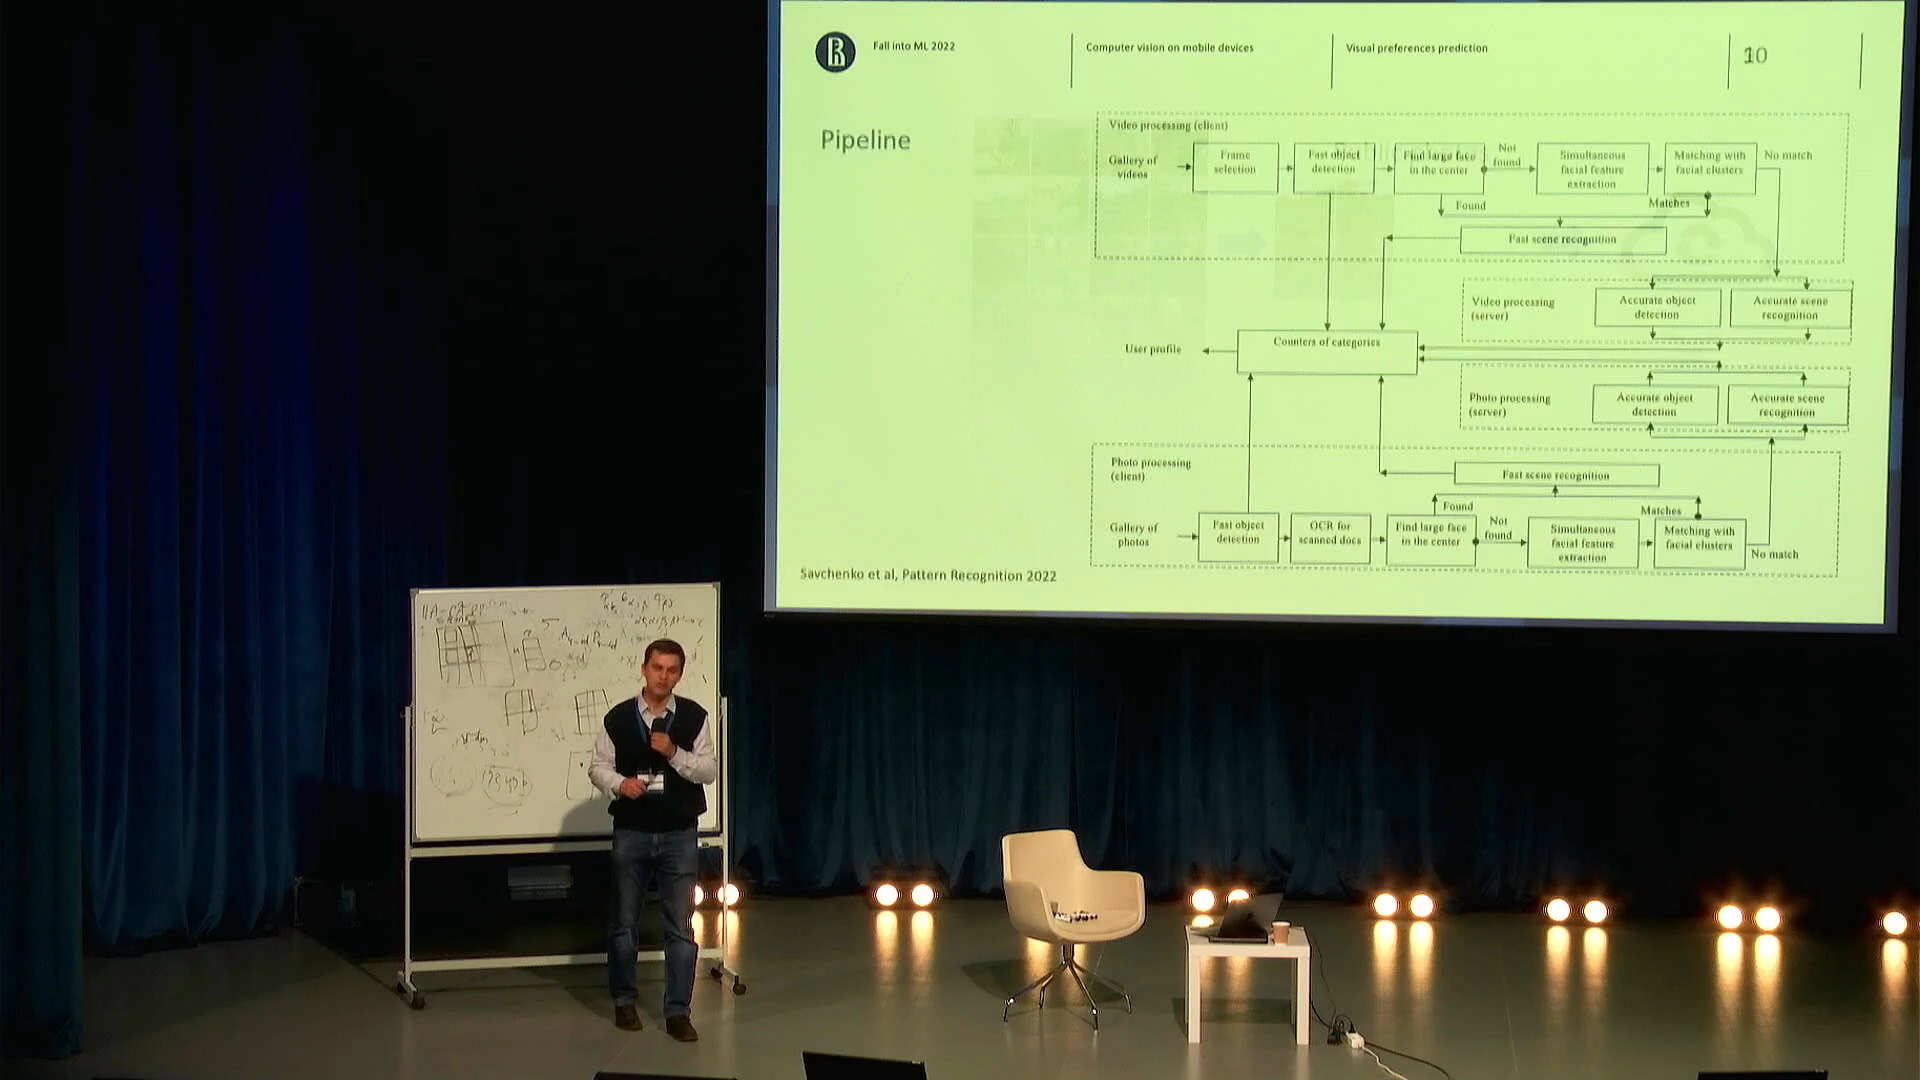 Fall into ML 2022
Computer vision on mobile devices
Visual preferences prediction
10
Pipeline
Video processing (client)
Gallery of
videos
Frame
selection
Fast object
detection
Find large face
in the center
Not
found
Simultaneous
facial feature
extraction
Matching with
facial clusters
No match
Found
Matches
Fast scene recognition
Video processing
(server)
Accurate object
detection
Accurate scene
recognition
User profile
Counters of categories
Photo processing
(server)
Accurate object
detection
Accurate scene
recognition
Photo processing
(client)
Fast scene recognition
Found
Matches
Gallery of
photos
Fast object
detection
OCR for
scanned docs
Find large face
in the center
Not
found
Simultaneous
facial feature
extraction
Matching with
facial clusters
No match
Savchenko et al, Pattern Recognition 2022